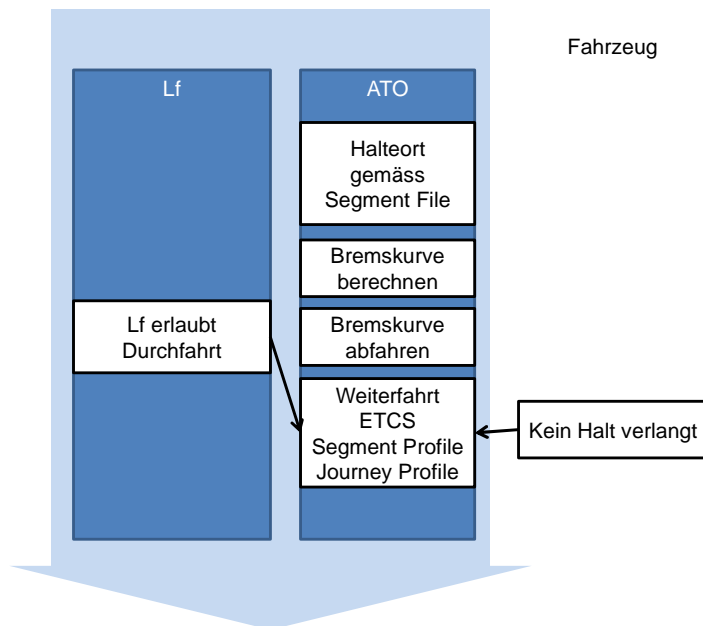 Fahrzeug
Lf
ATO
Halteort
gemäss
Segment File
Bremskurve
berechnen
Lf erlaubt
Durchfahrt
Bremskurve
abfahren
Weiterfahrt
ETCS
Segment Profile
Journey Profile
Kein Halt verlangt